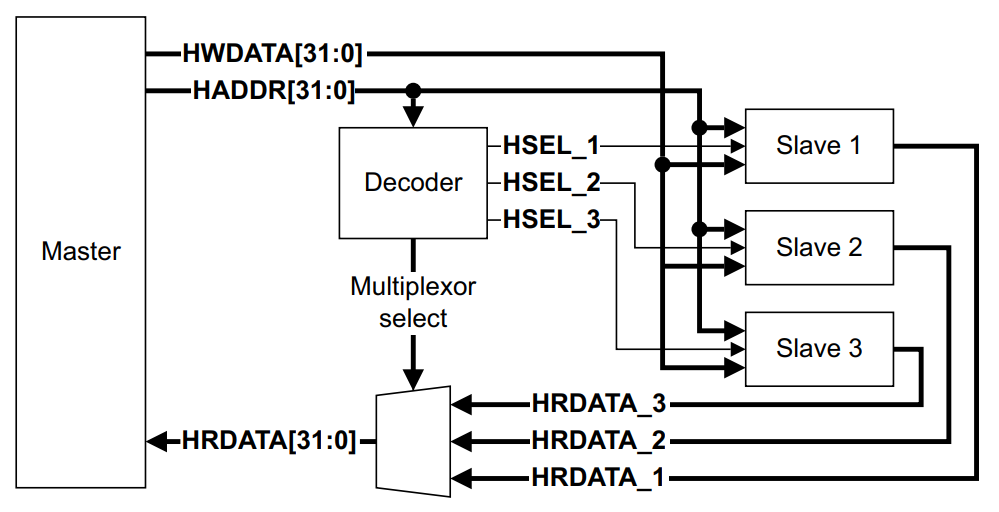 HWDATA[31:0]
HADDR[31:0]
HSEL_1
Slave 1
Decoder
HSEL_2
HSEL_3
Master
Slave 2
Multiplexor
select
Slave 3
HRDATA_3
HRDATA[31:0]
HRDATA_2
HRDATA_1